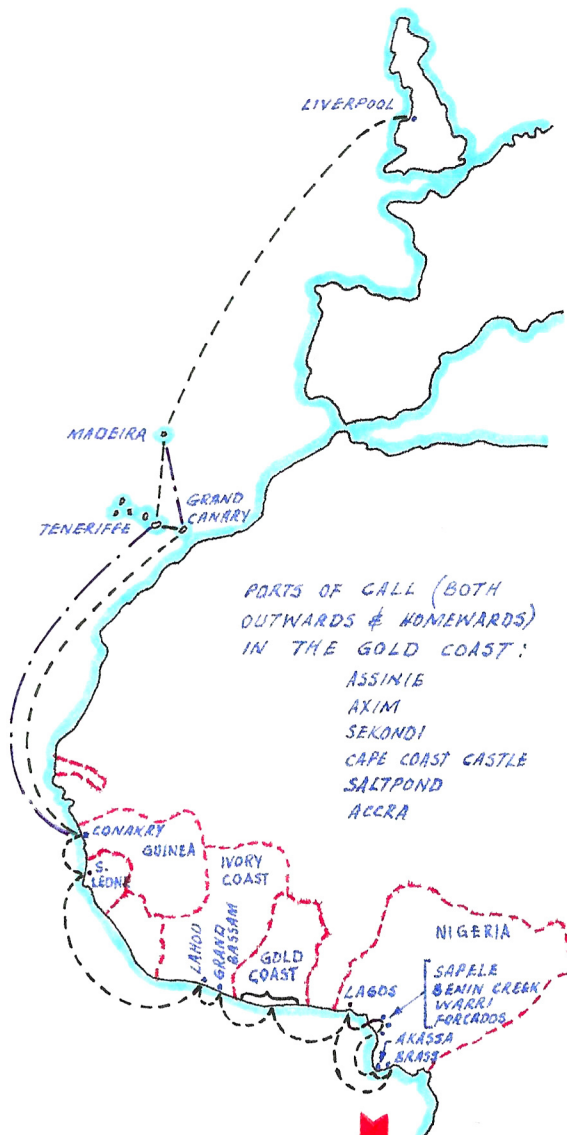 LIVERPOOL
MADEIRA
GRAND
CANARY
TENERIFFE
PORTS OF CALL (BOTH
OUTWARDS & HOMEWARDS)
IN THE GOLD COAST:
ASSINIE
AXIM
SEKONDI
CAPE COAST CASTLE
SALTPOND
ACCRA
CONAKRY
GUINEA
S.
LEONE
IVORY
COAST
LAHOU
GRAND
BASSAM
GOLD
COAST
LAGOS
NIGERIA
SAPELE
BENIN CREEK
WARRI
FORCADOS
AKASSA
BRASS